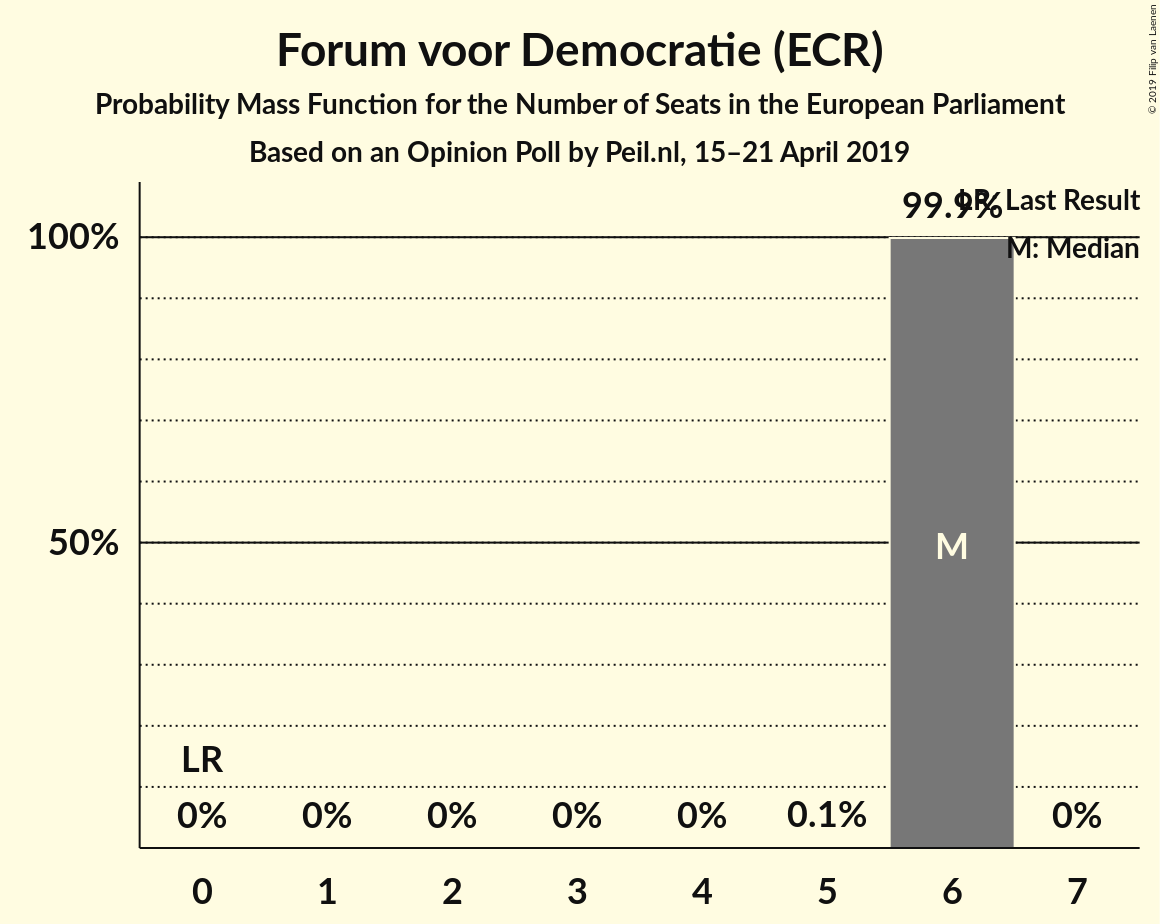 Forum voor Democratie (ECR)
Probability Mass Function for the Number of Seats in the European Parliament
Based on an Opinion Poll by Peil.nl, 15–21 April 2019
© 2019 Filip van Laenen
99.9%
LR: Last Result
100%
M: Median
50%
M
LR
0% 0% 0% 0% 0% 0.1% 0%
0 1 2 3 4 5 6 7